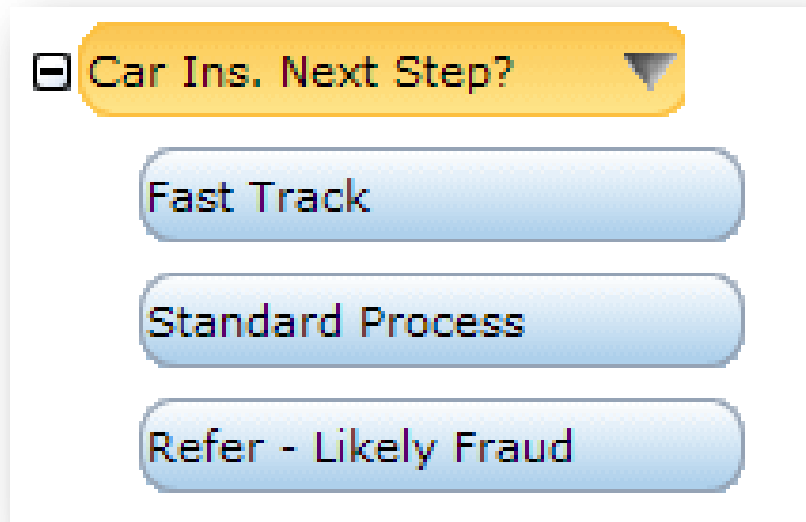 Car Ins. Next Step?
Fast Track
Standard Process
Refer - Likely Fraud